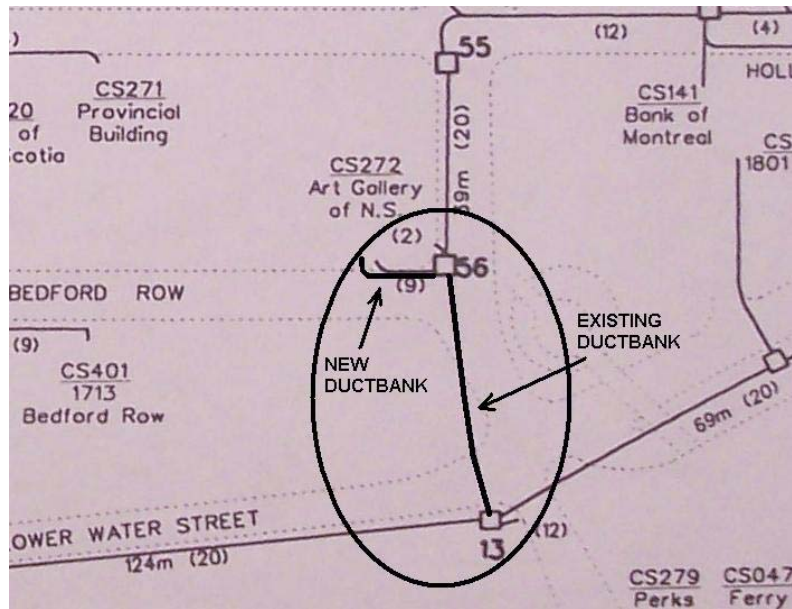 55
(12)
(4)
HOLL
CS271
Provincial
Building
20
of
cotia
CS141
Bank of
Montreal
CS
1801
(20)
CS272
Art Gallery
of N.S.
59m
(2)
56
(9)
BEDFORD ROW
NEW
DUCTBANK
EXISTING
DUCTBANK
(9)
CS401
1713
Bedford Row
69m (20)
OWER WATER STREET
124m (20)
13
(12)
CS279
Perks
CS047
Ferry